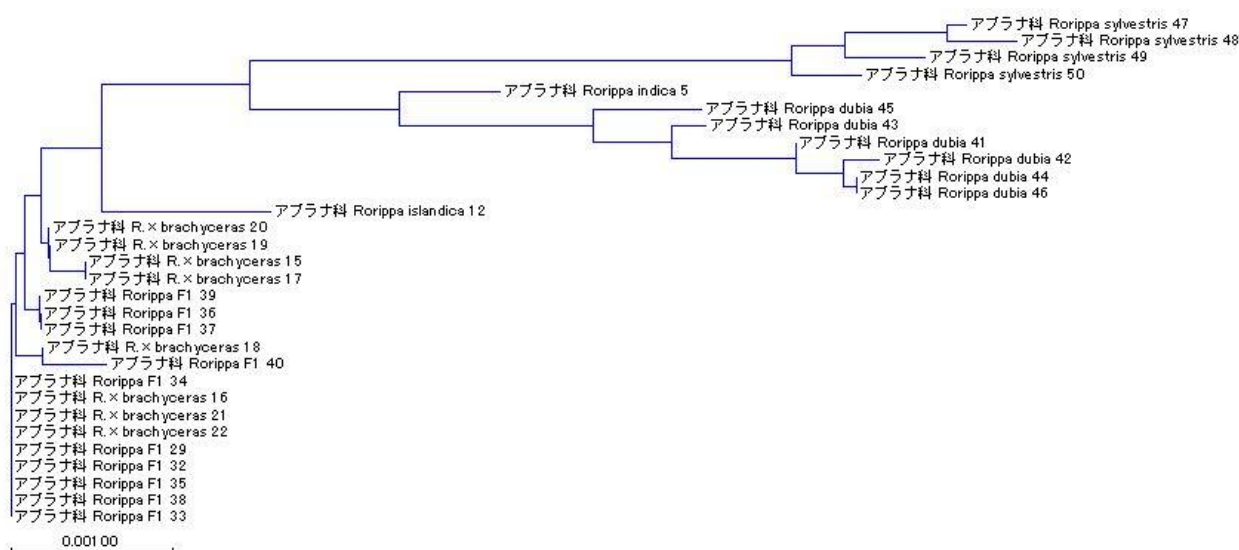 アブラナ科 Rorippa sylvestris 47
アブラナ科 Rorippa sylvestris 48
アブラナ科 Rorippa sylvestris 49
アブラナ科 Rorippa sylvestris 50
アブラナ科 Rorippa indica 5
アブラナ科 Rorippa dubia 45
アブラナ科 Rorippa dubia 43
アブラナ科 Rorippa dubia 41
アブラナ科 Rorippa dubia 42
アブラナ科 Rorippa dubia 44
アブラナ科 Rorippa dubia 46
アブラナ科 Rorippa islandica 12
アブラナ科 R.×brachyceras 20
アブラナ科 R.×brachyceras 19
アブラナ科 R.×brachyceras 15
アブラナ科 R.×brachyceras 17
アブラナ科 Rorippa F1 39
アブラナ科 Rorippa F1 36
アブラナ科 Rorippa F1 37
アブラナ科 R.×brachyceras 18
アブラナ科 Rorippa F1 40
アブラナ科 Rorippa F1 34
アブラナ科 R.×brachyceras 16
アブラナ科 R.×brachyceras 21
アブラナ科 R.×brachyceras 22
アブラナ科 Rorippa F1 29
アブラナ科 Rorippa F1 32
アブラナ科 Rorippa F1 35
アブラナ科 Rorippa F1 38
アブラナ科 Rorippa F1 33
0.00100